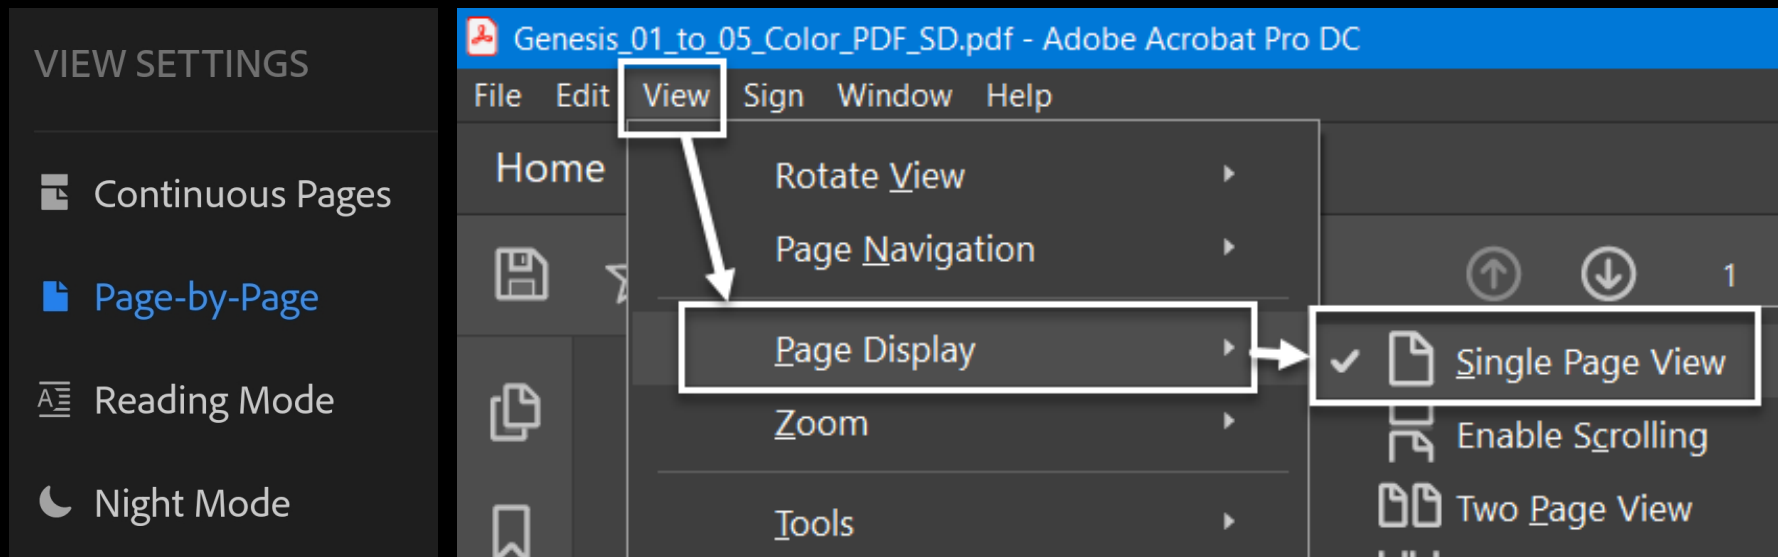 VIEW SETTINGS
Continuous Pages
Page-by-Page
Reading Mode
Night Mode
Genesis_01_to_05_Color_PDF_SD.pdf - Adobe Acrobat Pro DC
File Edit View Sign Window Help
Home
Rotate View
Page Navigation
1
Page Display
Single Page View
Zoom
Enable Scrolling
Two Page View
Tools